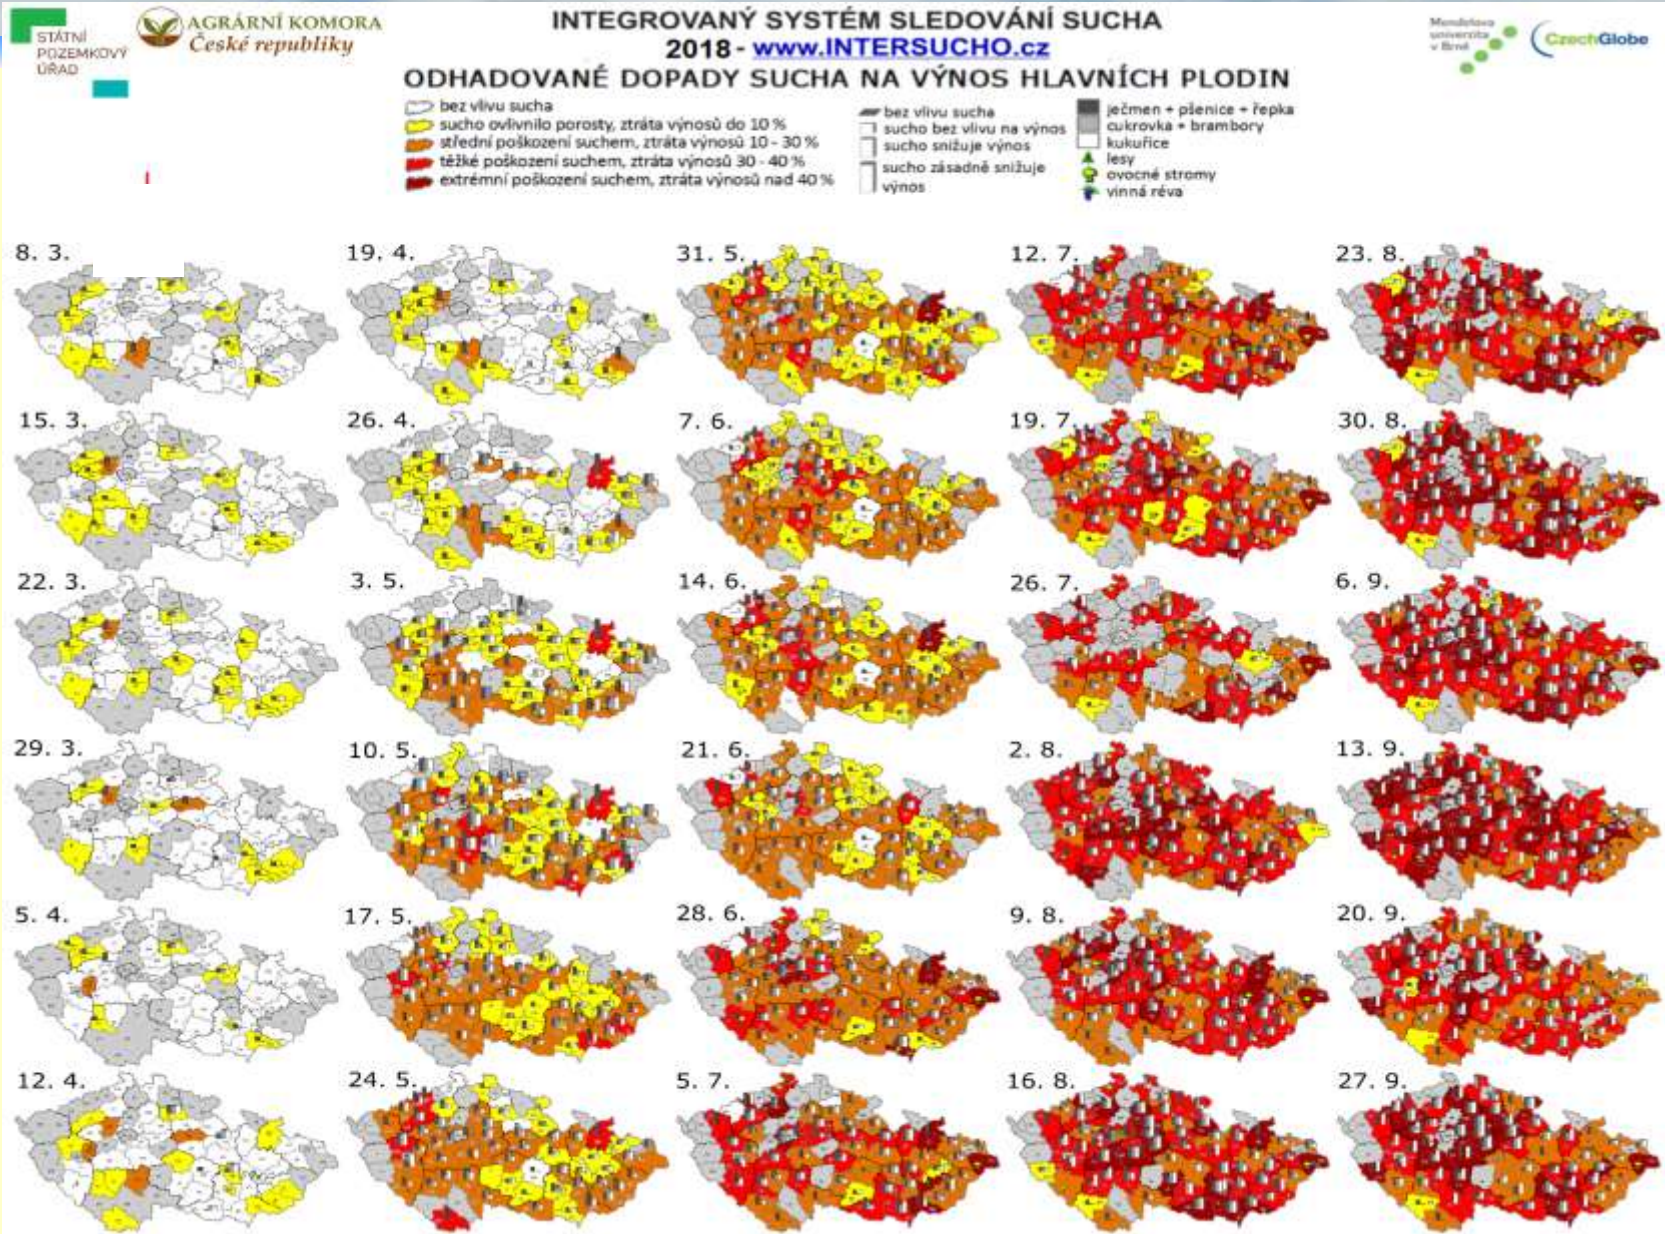 STÁTNÍ
POZEMKOVÝ
ÚŘAD
AGRÁRNÍ KOMORA
České republiky
INTEGROVANÝ SYSTÉM SLEDOVÁNÍ SUCHA
2018 - www.INTERSUCHO.cz
Mendelova
univerzita
v Brně
CzechGlobe
ODHADOVANÉ DOPADY SUCHA NA VÝNOS HLAVNÍCH PLODIN
bez vlivu sucha
sucho ovlivnilo porosty, ztráta výnosů do 10 %
střední poškození suchem, ztráta výnosů 10 - 30 %
těžké poškození suchem, ztráta výnosů 30 - 40 %
extrémní poškození suchem, ztráta výnosů nad 40 %
bez vlivu sucha
sucho bez vlivu na výnos
sucho snižuje výnos
sucho zásadně snižuje
výnos
ječmen + pšenice + řepka
cukrovka + brambory
kukuřice
lesy
ovocné stromy
vinná réva
8. 3.
19. 4.
31. 5.
12. 7.
23. 8.
15. 3.
26. 4.
7. 6.
19. 7.
30. 8.
22. 3.
3. 5.
14. 6.
26. 7.
6. 9.
29. 3.
10. 5.
21. 6.
2. 8.
13. 9.
5. 4.
17. 5.
28. 6.
9. 8.
20. 9.
12. 4.
24. 5.
5. 7.
16. 8.
27. 9.